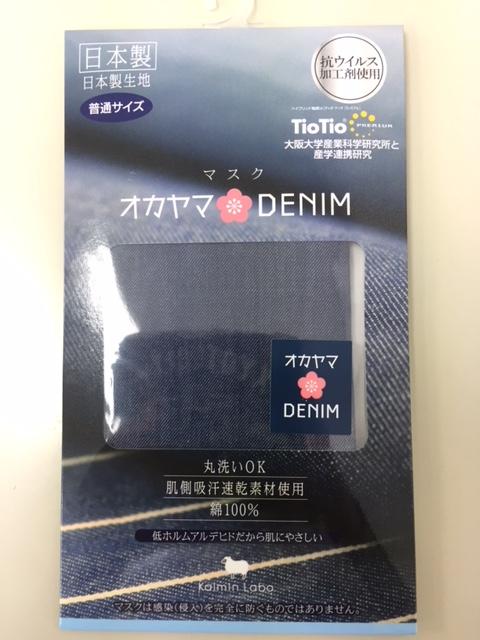 日本製
日本製生地
普通サイズ
抗ウイルス
加工剤使用
TioTio PREMIUM
大阪大学産業科学研究所と
産学連携研究
マスク
オカヤマ DENIM
オカヤマ
DENIM
丸洗いOK
肌側吸汗速乾素材使用
綿100%
低ホルムアルデヒドだから肌にやさしい
Kolmin Labo.
マスクは感染(侵入)を完全に防ぐものではありません。